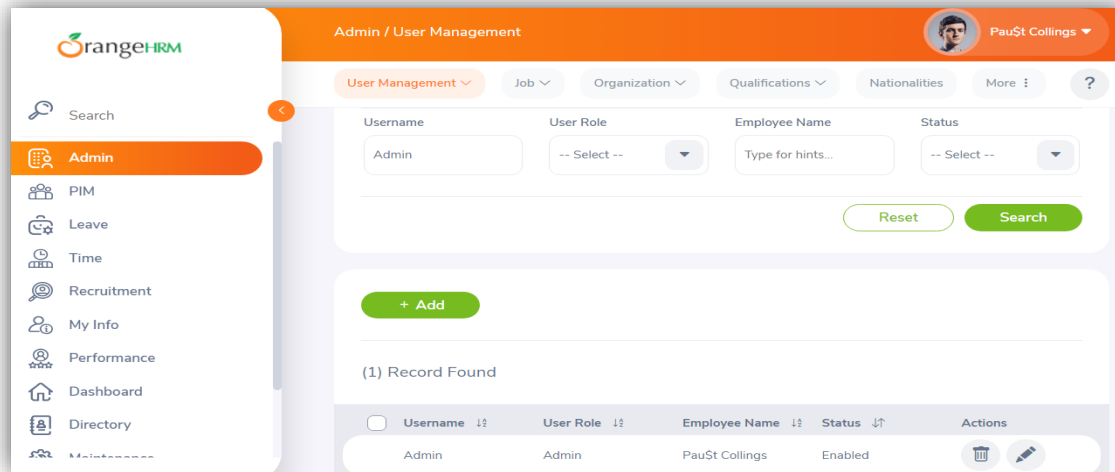 OrangeHRM
Admin / User Management
Pau$t Collings
User Management
Job
Organization
Qualifications
Nationalities
More
?
Search
Admin
PIM
Leave
Time
Recruitment
My Info
Performance
Dashboard
Directory
Maintenance
Username
User Role
Employee Name
Status
Admin
-- Select --
Type for hints...
-- Select --
Reset
Search
+ Add
(1) Record Found
Username
User Role
Employee Name
Status
Actions
Admin
Admin
Pau$t Collings
Enabled